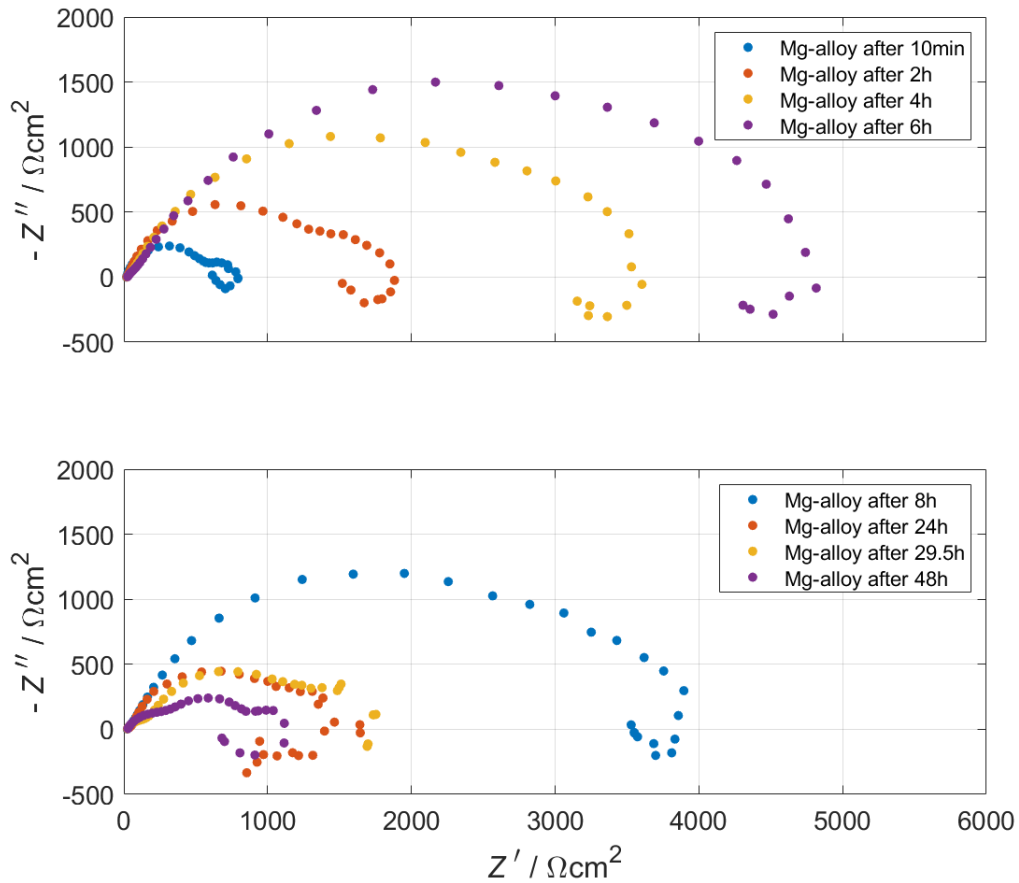 2000
1500
1000
500
0
-500
- Z'' / Ωcm²
Mg-alloy after 10min
Mg-alloy after 2h
Mg-alloy after 4h
Mg-alloy after 6h
2000
1500
1000
500
0
-500
- Z'' / Ωcm²
Mg-alloy after 8h
Mg-alloy after 24h
Mg-alloy after 29.5h
Mg-alloy after 48h
0 1000 2000 3000 4000 5000 6000
Z' / Ωcm²